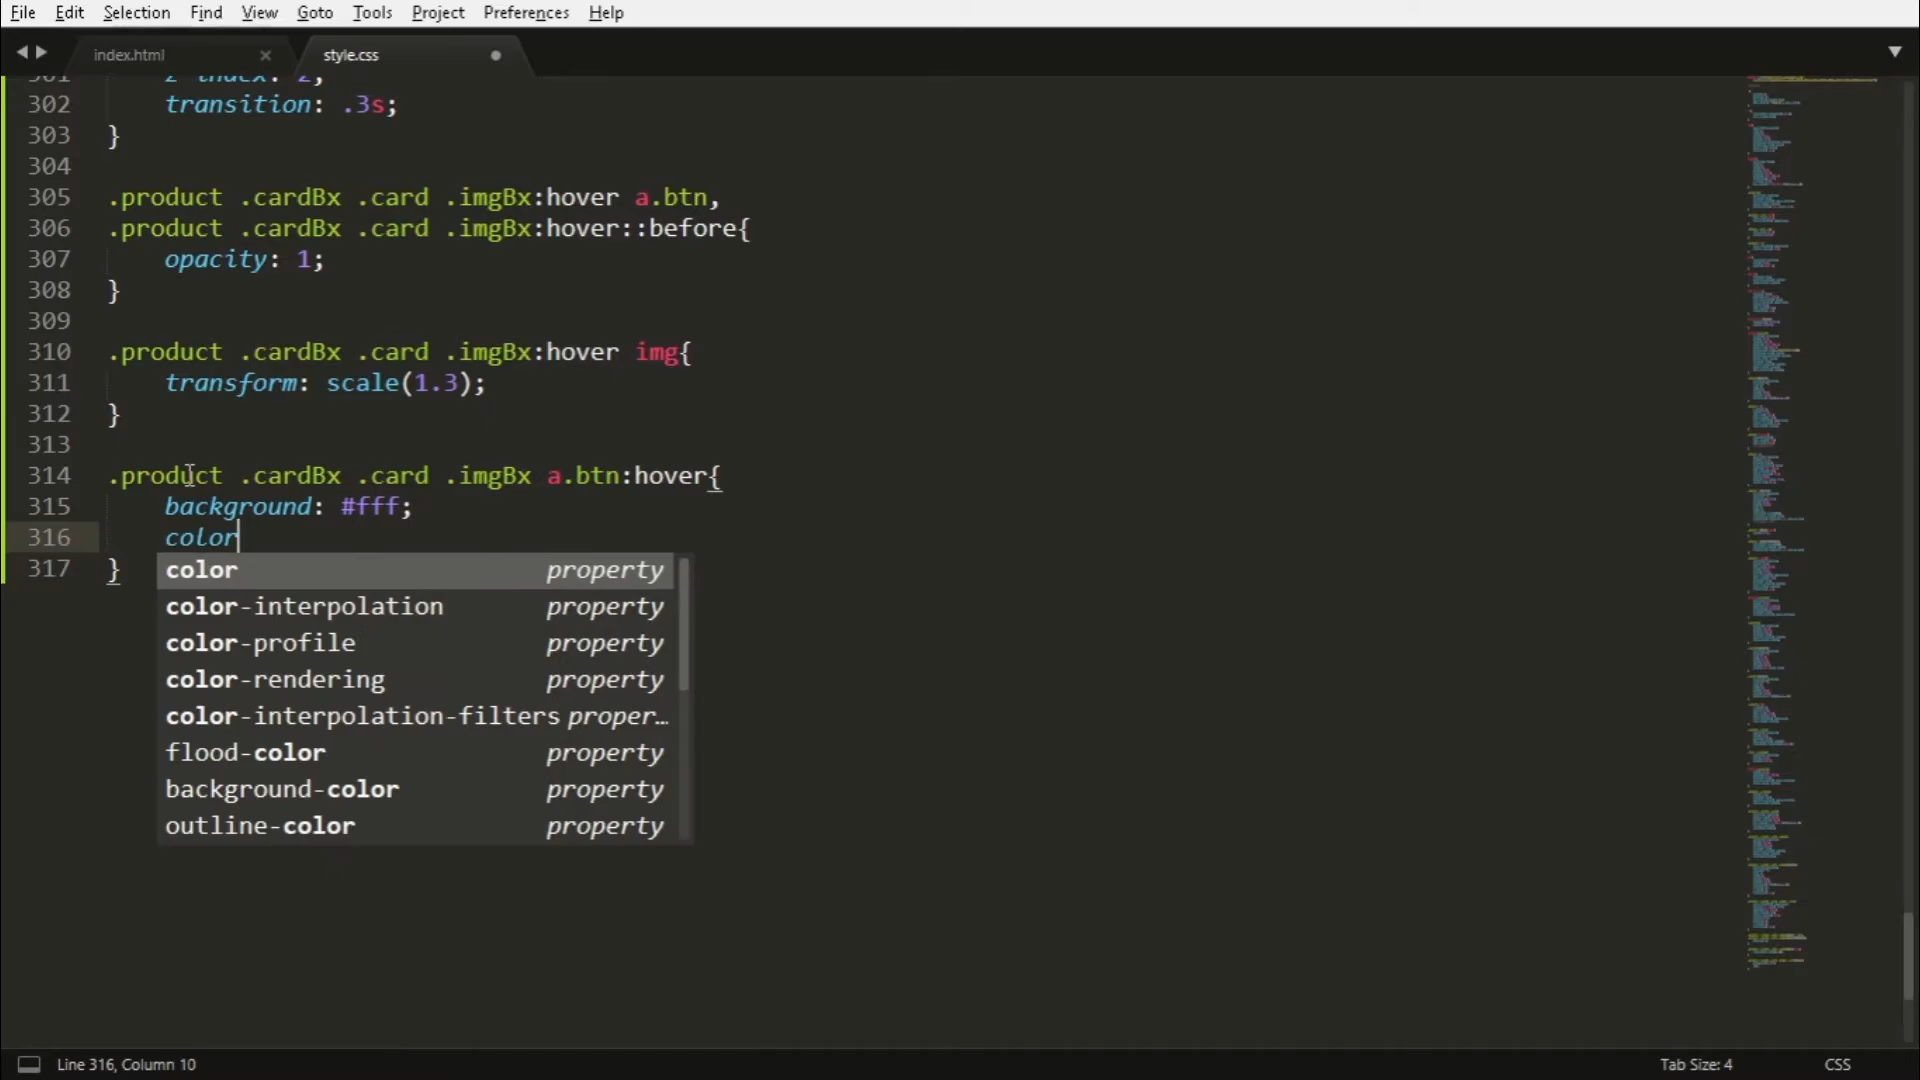 File Edit Selection Find View Goto Tools Project Preferences Help
index.html style.css
301 z-index: 2;
302 transition: .3s;
303 }
304
305 .product .cardBx .card .imgBx:hover a.btn,
306 .product .cardBx .card .imgBx:hover::before{
307 opacity: 1;
308 }
309
310 .product .cardBx .card .imgBx:hover img{
311 transform: scale(1.3);
312 }
313
314 .product .cardBx .card .imgBx a.btn:hover{
315 background: #fff;
316 color
317 }
color property
color-interpolation property
color-profile property
color-rendering property
color-interpolation-filters proper…
flood-color property
background-color property
outline-color property
Line 316, Column 10 Tab Size: 4 CSS